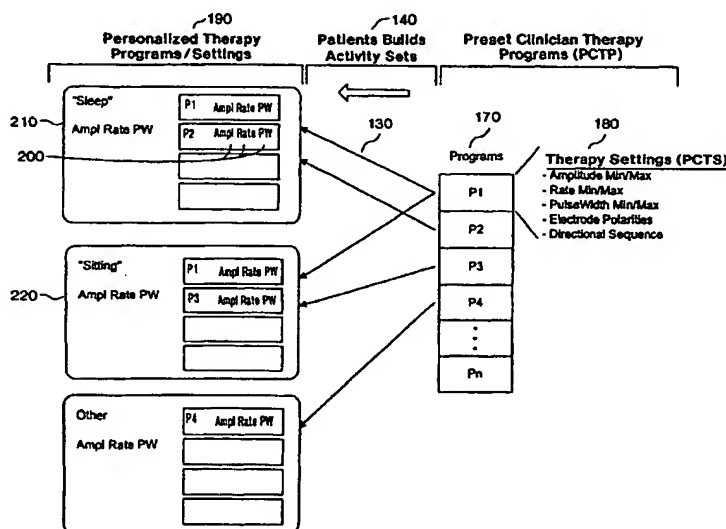 190
140
Personalized Therapy Programs/Settings
Patients Builds Activity Sets
Preset Clinician Therapy Programs (PCTP)
210
"Sleep"
Ampl Rate PW
P1 Ampl Rate PW
P2 Ampl Rate PW
200
130
170
Programs
180
Therapy Settings (PCTS)
- Amplitude Min/Max
- Rate Min/Max
- PulseWidth Min/Max
- Electrode Polarities
- Directional Sequence
P1
P2
P3
P4
Pn
220
"Sitting"
Ampl Rate PW
P1 Ampl Rate PW
P3 Ampl Rate PW
Other
Ampl Rate PW
P4 Ampl Rate PW